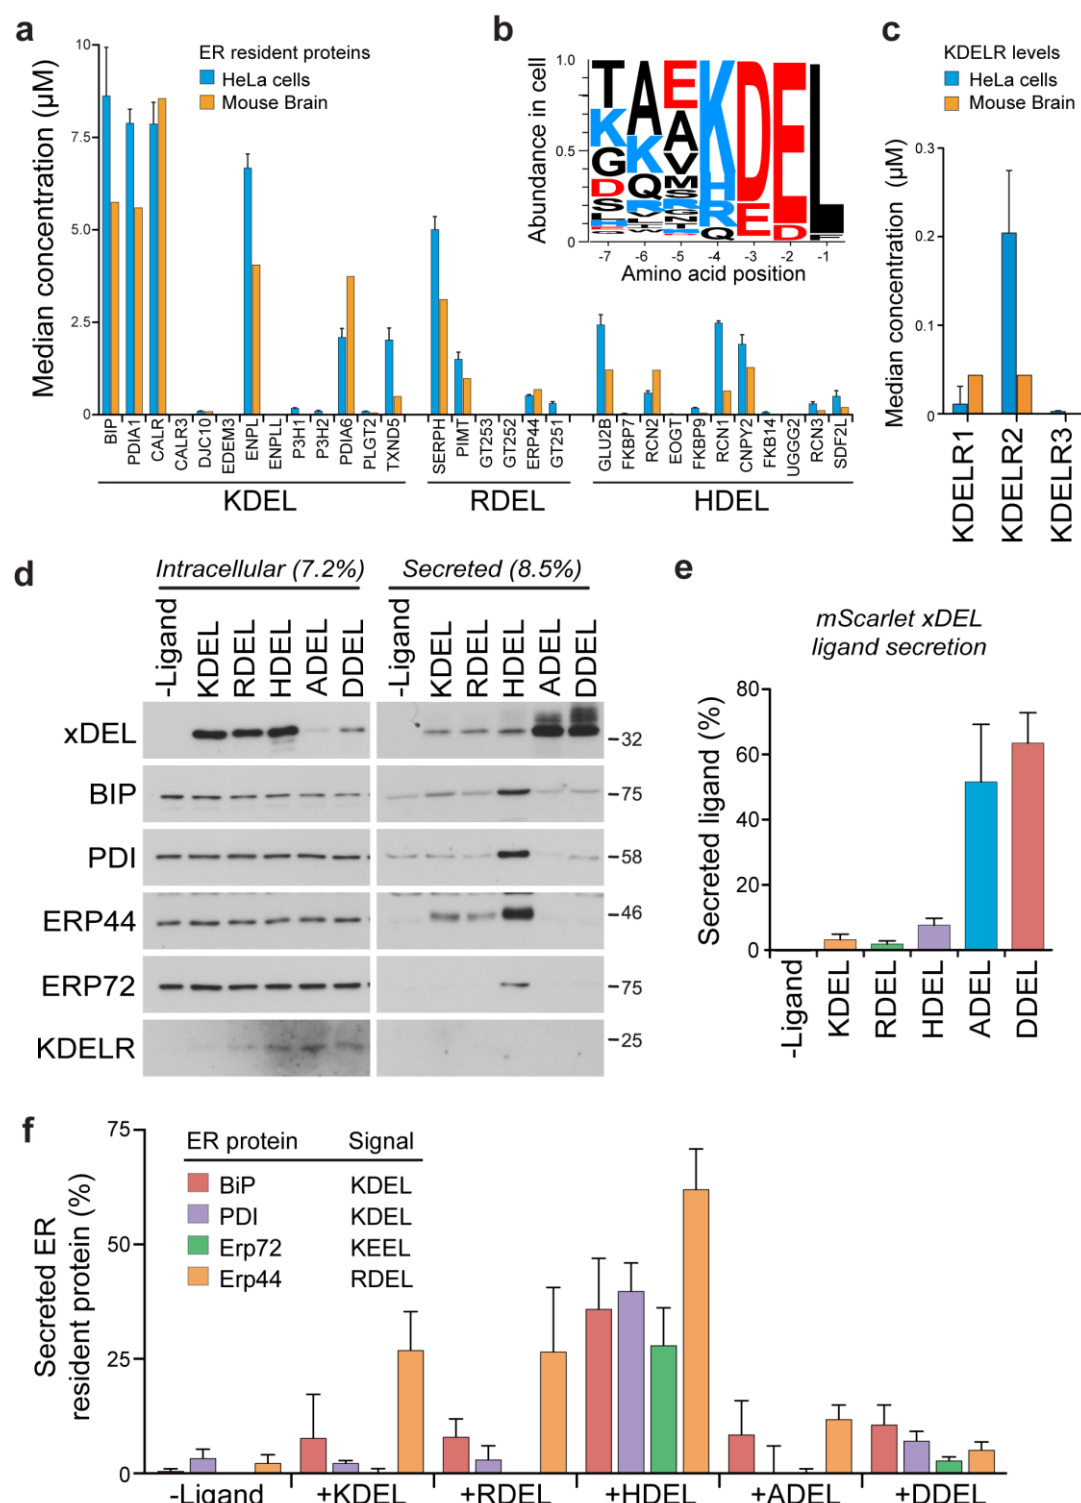 a
ER resident proteins
HeLa cells
Mouse Brain
Median concentration (µM)
10
7.5
5.0
2.5
0
BIP
PDIA1
CALR
CALR3
DJC10
EDEM3
ENPL
ENPLL
P3H1
P3H2
PDIA6
PLGT2
TXND5
SERPH
PIMT
GT253
GT252
ERP44
GT251
GLU2B
FKBP7
RCN2
EOGT
FKBP9
RCN1
CNPY2
FKB14
UGGG2
RCN3
SDF2L
KDEL
RDEL
HDEL
b
Abundance in cell
1.0
0.5
0
T A E K D E L
K A
G K V H
D Q M R E D
S R S Q
-7 -6 -5 -4 -3 -2 -1
Amino acid position
c
KDELR levels
HeLa cells
Mouse Brain
Median concentration (µM)
0.3
0.2
0.1
0
KDELR1
KDELR2
KDELR3
d
Intracellular (7.2%)
Secreted (8.5%)
-Ligand
KDEL
RDEL
HDEL
ADEL
DDEL
-Ligand
KDEL
RDEL
HDEL
ADEL
DDEL
xDEL
-32
BIP
-75
PDI
-58
ERP44
-46
ERP72
-75
KDELR
-25
e
mScarlet xDEL
ligand secretion
Secreted ligand (%)
80
60
40
20
0
-Ligand
KDEL
RDEL
HDEL
ADEL
DDEL
f
Secreted ER
resident protein (%)
75
50
25
0
ER protein Signal
BiP KDEL
PDI KDEL
Erp72 KEEL
Erp44 RDEL
-Ligand +KDEL +RDEL +HDEL +ADEL +DDEL